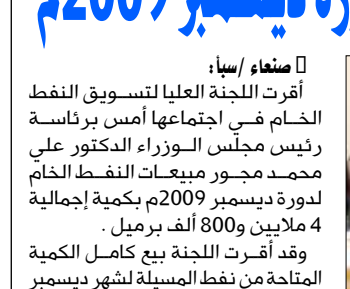 ديسمبر 2009م
صنعاء /سبأ:
أقرت اللجنة العليا لتسويق النفط
الخام في اجتماعها أمس برئاسة
رئيس مجلس الوزراء الدكتور علي
محمد مجور مبيعات النفط الخام
لدورة ديسمبر 2009م بكمية إجمالية
4 ملايين و800 ألف برميل .
وقد أقرت اللجنة بيع كامل الكمية
المتاحة من نفط المسيلة لشهر ديسمبر